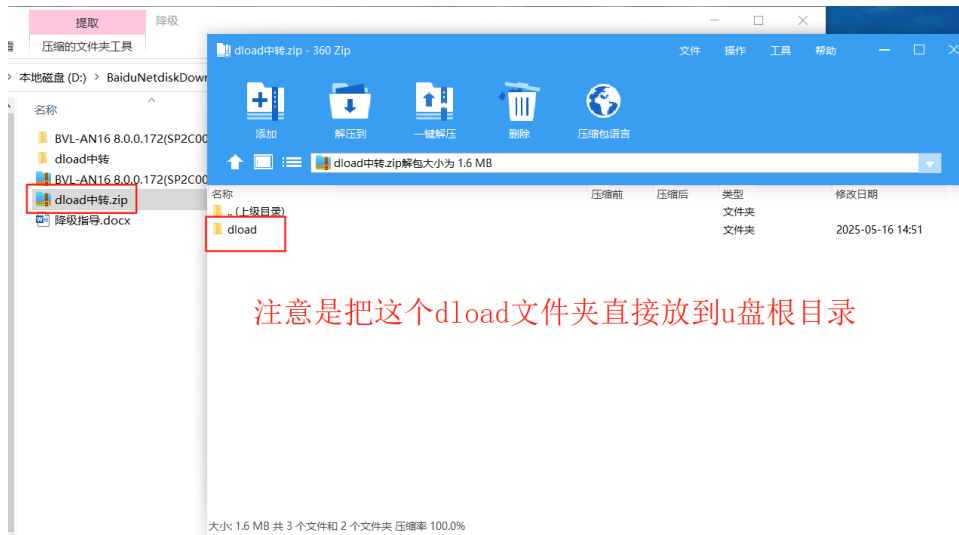 提取
降级
看
压缩的文件夹工具
本地磁盘 (D:) > BaiduNetdiskDown
名称
BVL-AN16 8.0.0.172(SP2C00
dload中转
BVL-AN16 8.0.0.172(SP2C00
dload中转.zip
降级指导.docx
dload中转.zip - 360 Zip
文件 操作 工具 帮助
添加 解压到 一键解压 删除 压缩包语言
dload中转.zip解包大小为 1.6 MB
名称 压缩前 压缩后 类型 修改日期
.. (上级目录) 文件夹
dload 文件夹 2025-05-16 14:51
注意是把这个dload文件夹直接放到u盘根目录
大小: 1.6 MB 共 3 个文件和 2 个文件夹 压缩率 100.0%